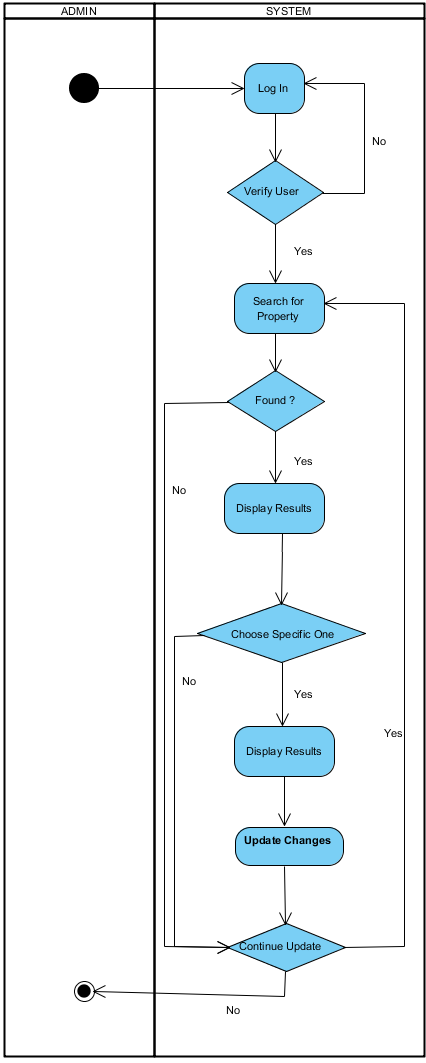 ADMIN
SYSTEM
Log In
No
Verify User
Yes
Search for
Property
Found ?
Yes
No
Display Results
Choose Specific One
No
Yes
Yes
Display Results
Update Changes
Continue Update
No